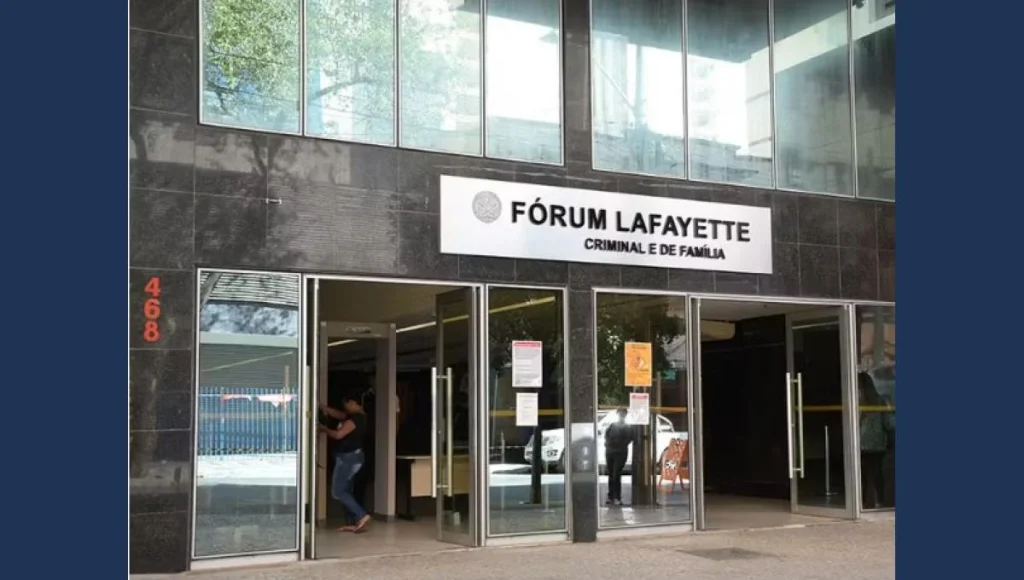 FÓRUM LAFAYETTE
CRIMINAL E DE FAMÍLIA
468